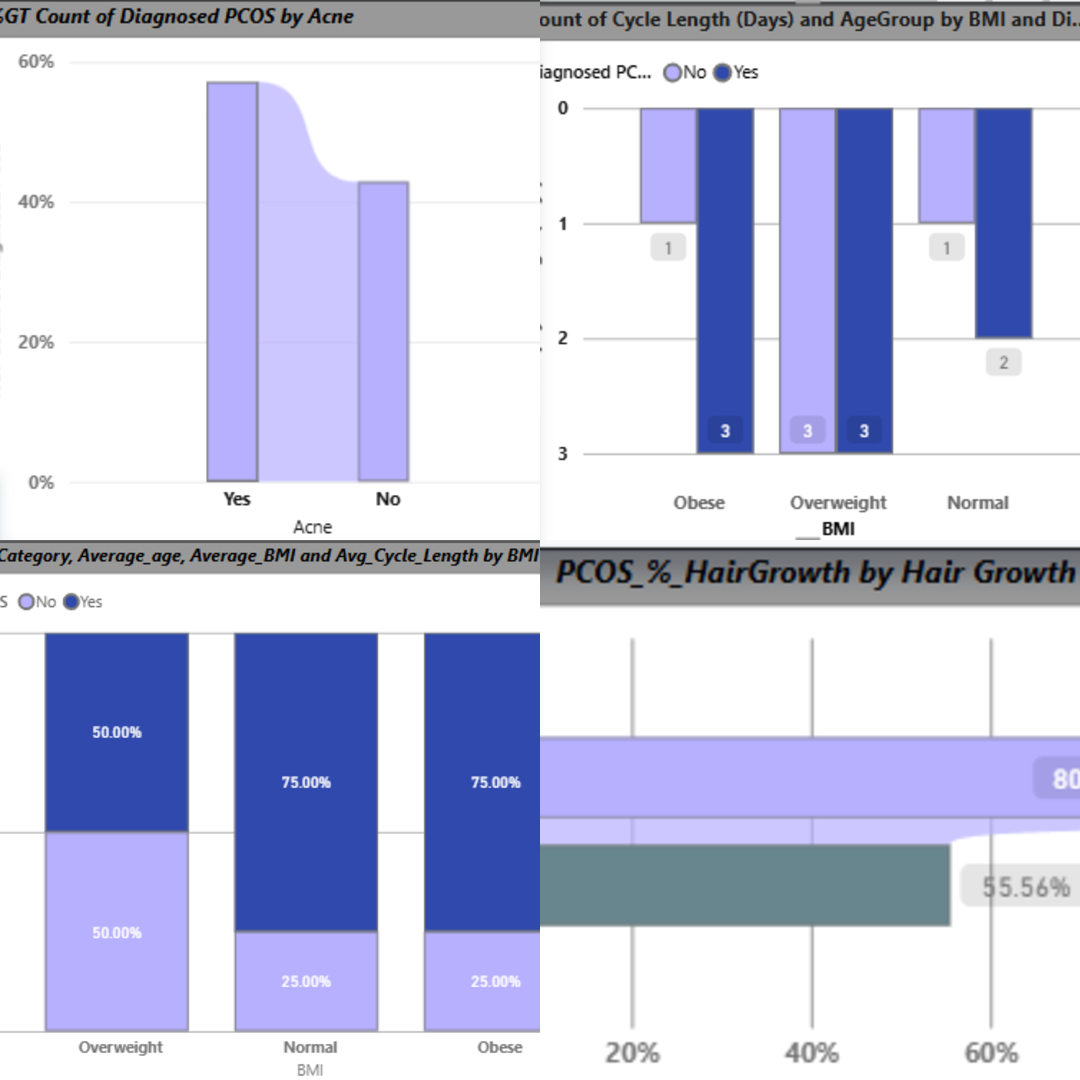 %GT Count of Diagnosed PCOS by Acne
60%
40%
20%
0%
Yes No
Acne
ount of Cycle Length (Days) and AgeGroup by BMI and Di...
iagnosed PC... No Yes
0
1
2
3
1
3
3
3
1
2
Obese Overweight Normal
__BMI
Category, Average_age, Average_BMI and Avg_Cycle_Length by BMI
S No Yes
50.00%
75.00%
75.00%
50.00%
25.00%
25.00%
Overweight Normal Obese
BMI
PCOS_%_HairGrowth by Hair Growth
80
55.56%
20% 40% 60%